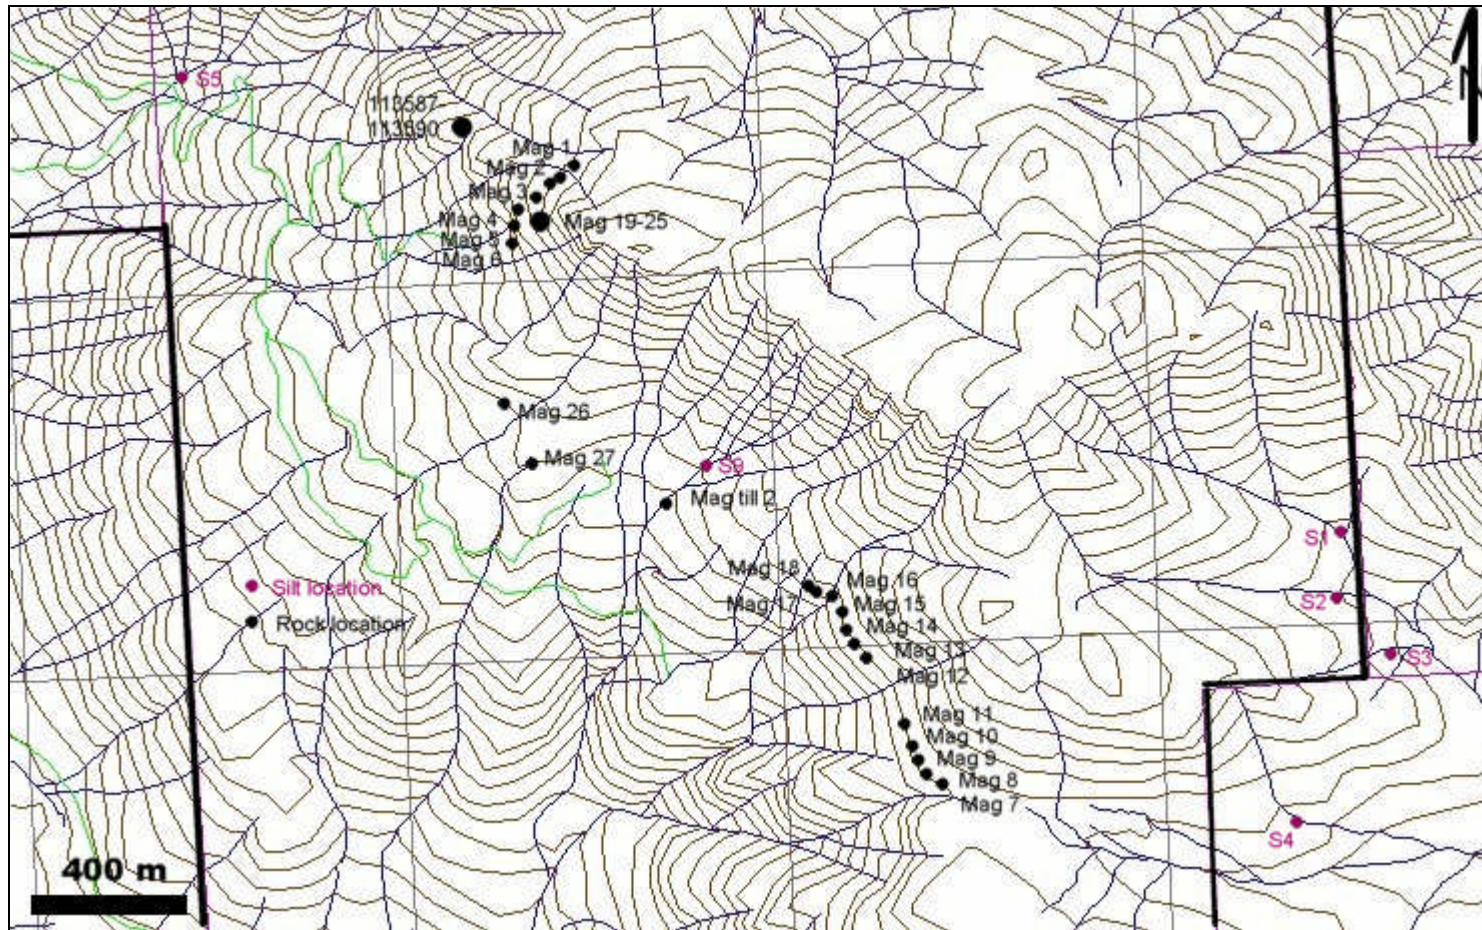 N
S5
113587
113590
Mag 1
Mag 2
Mag 3
Mag 4
Mag 19-25
Mag 5
Mag 6
Mag 26
Mag 27
S9
Mag till 2
S1
Mag 18
Mag 16
Silt location
Mag 17
Mag 15
S2
Rock location
Mag 14
Mag 13
S3
Mag 12
Mag 11
Mag 10
Mag 9
Mag 8
Mag 7
S4
400 m